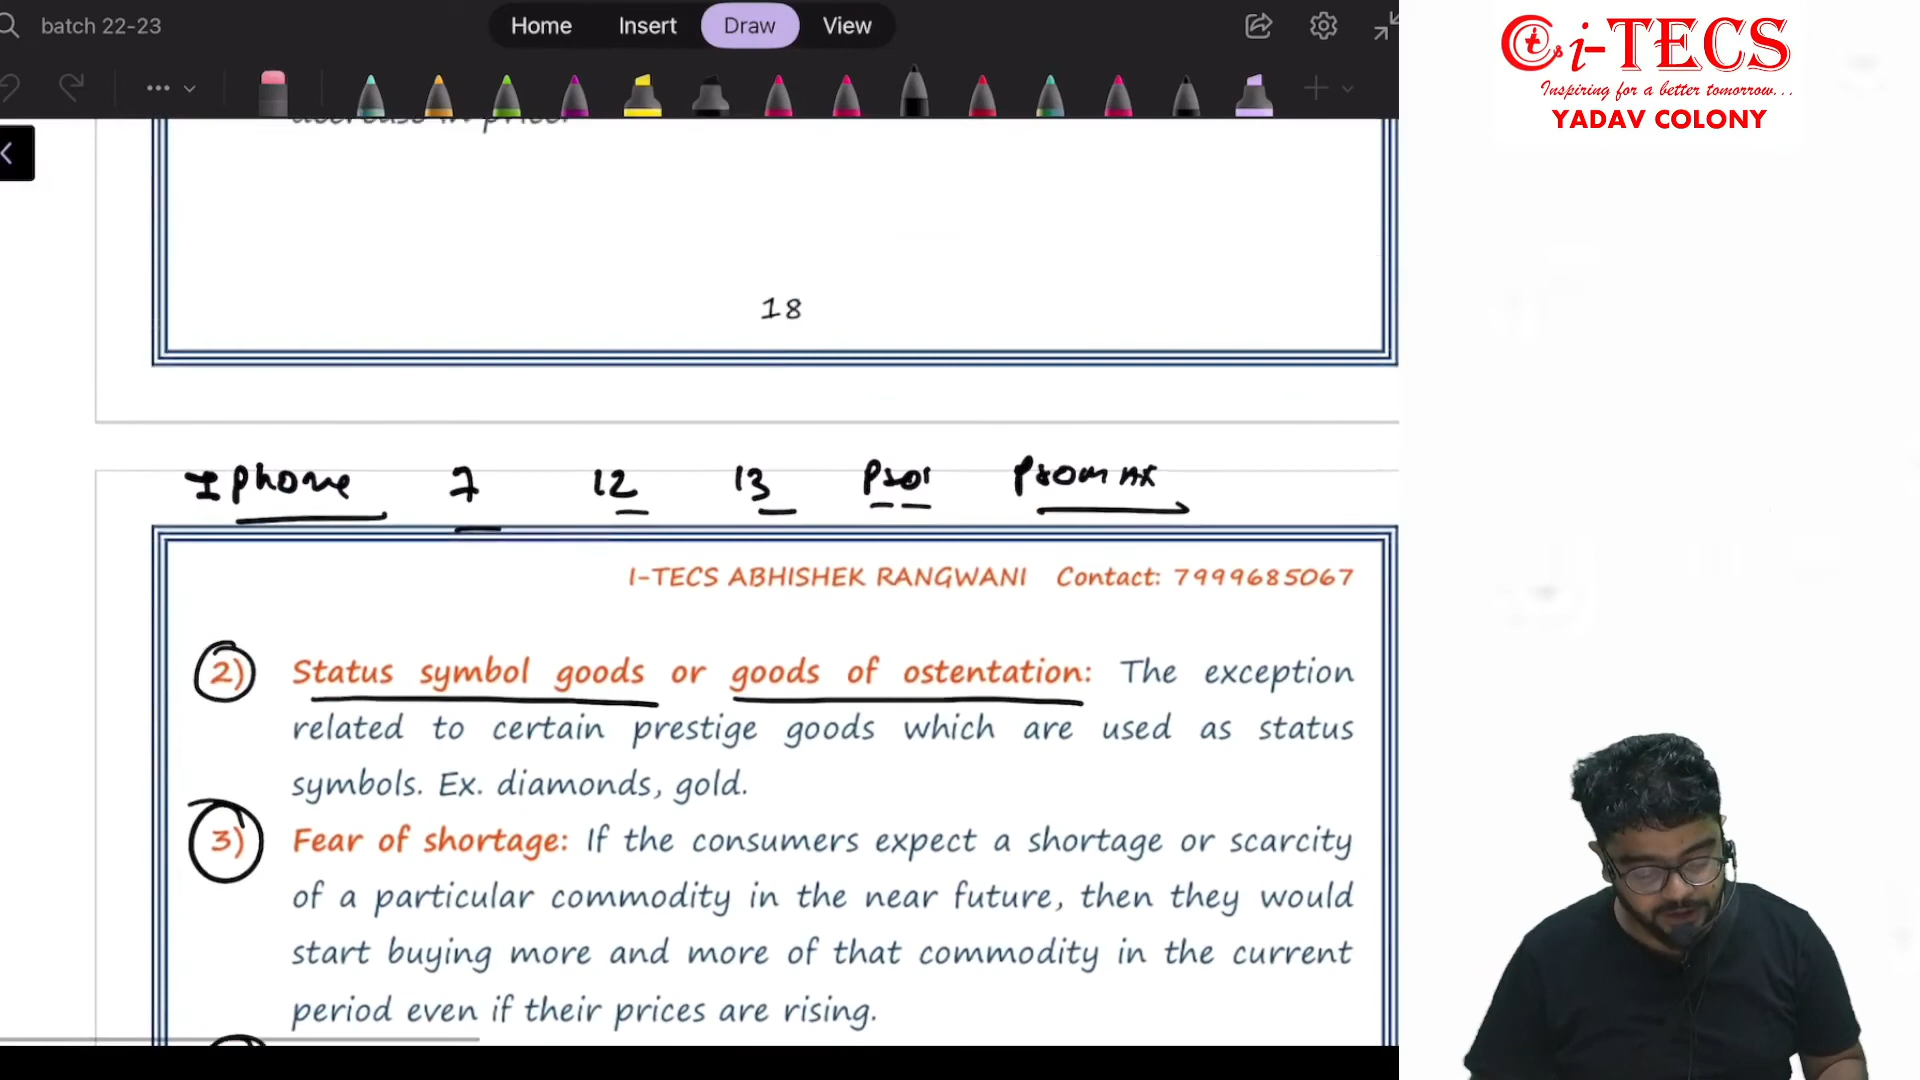 batch 22-23
Home Insert Draw View
i-TECS
Inspiring for a better tomorrow...
YADAV COLONY
decrease in price.
18
Iphone 7 12 13 Pro Promax
I-TECS ABHISHEK RANGWANI Contact: 7999685067
2) Status symbol goods or goods of ostentation: The exception
related to certain prestige goods which are used as status
symbols. Ex. diamonds, gold.
3) Fear of shortage: If the consumers expect a shortage or scarcity
of a particular commodity in the near future, then they would
start buying more and more of that commodity in the current
period even if their prices are rising.